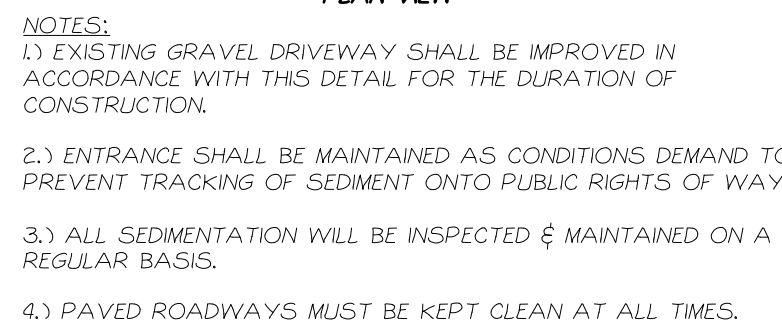 PLAN VIEW
NOTES:
1.) EXISTING GRAVEL DRIVEWAY SHALL BE IMPROVED IN
ACCORDANCE WITH THIS DETAIL FOR THE DURATION OF
CONSTRUCTION.
2.) ENTRANCE SHALL BE MAINTAINED AS CONDITIONS DEMAND TO
PREVENT TRACKING OF SEDIMENT ONTO PUBLIC RIGHTS OF WAY
3.) ALL SEDIMENTATION WILL BE INSPECTED & MAINTAINED ON A
REGULAR BASIS.
4.) PAVED ROADWAYS MUST BE KEPT CLEAN AT ALL TIMES.